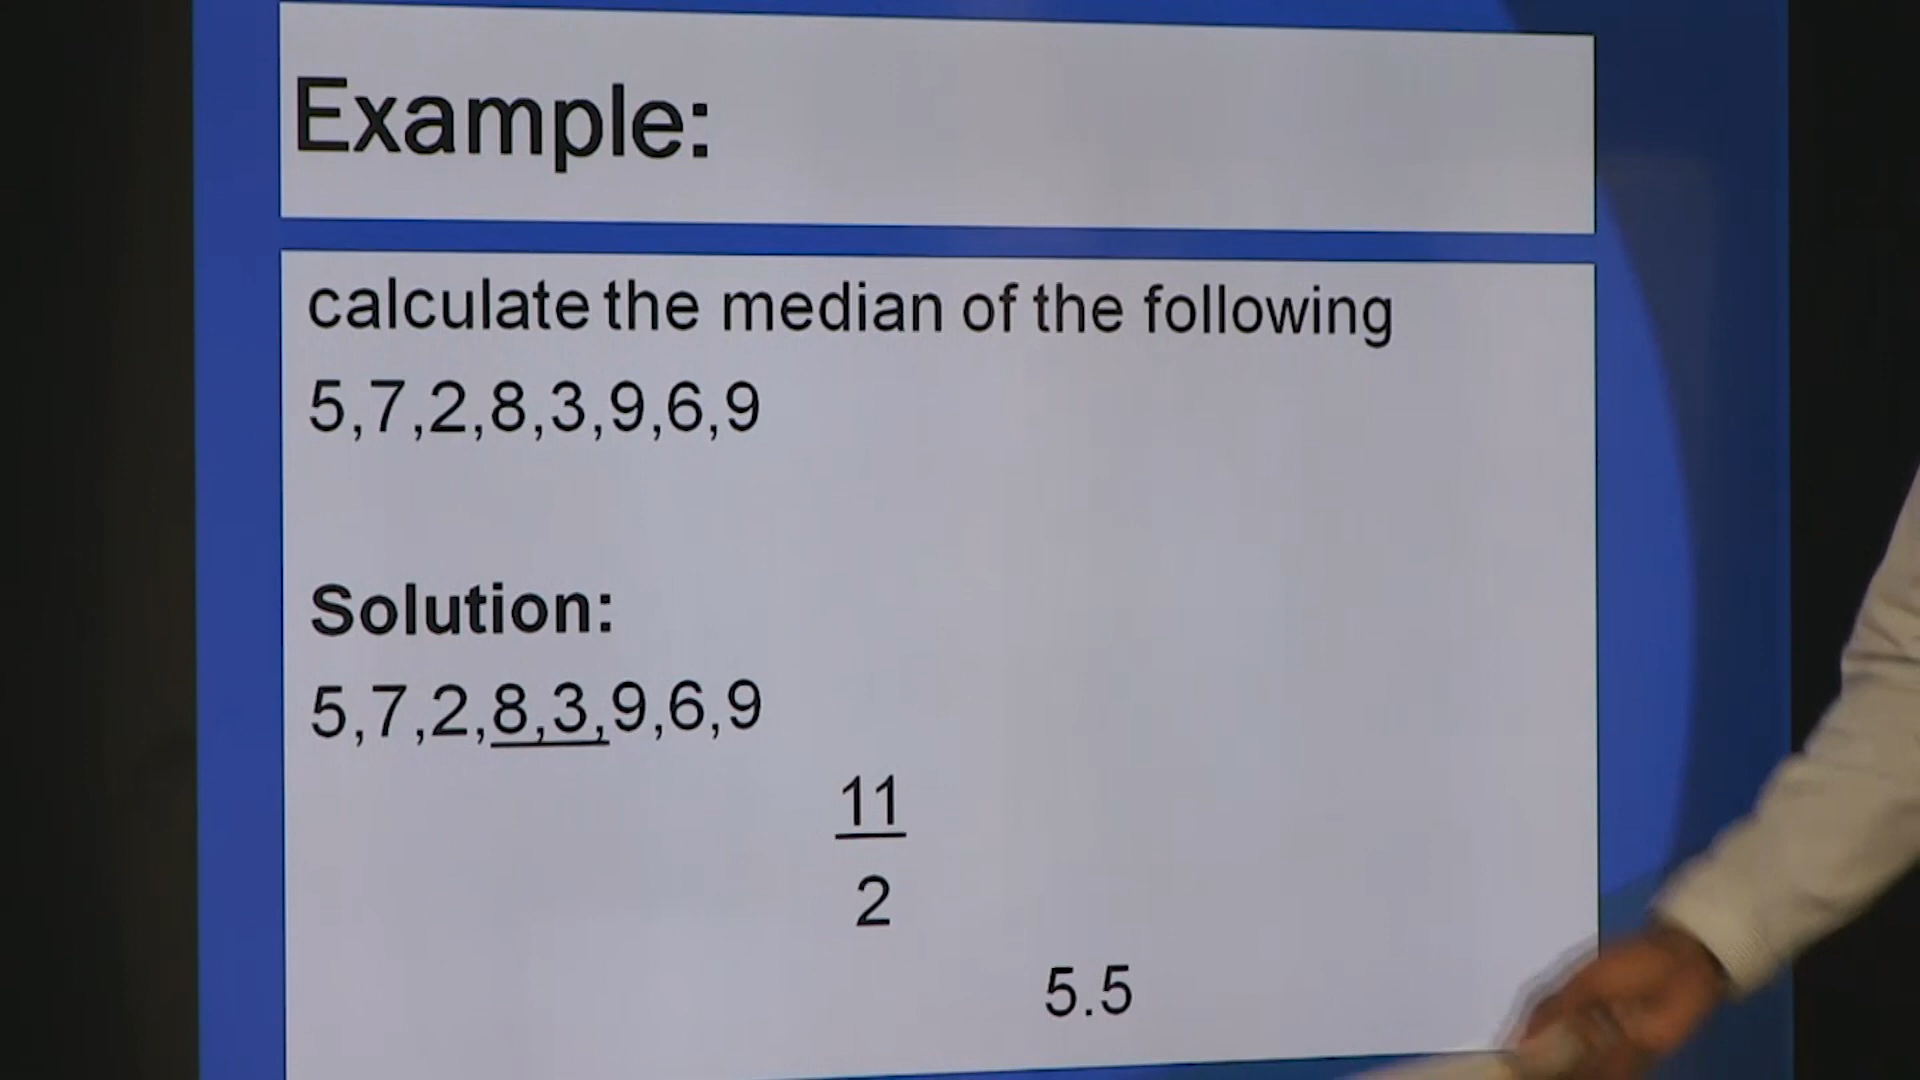 Example:
calculate the median of the following
5,7,2,8,3,9,6,9
Solution:
5,7,2,8,3,9,6,9
11
2
5.5